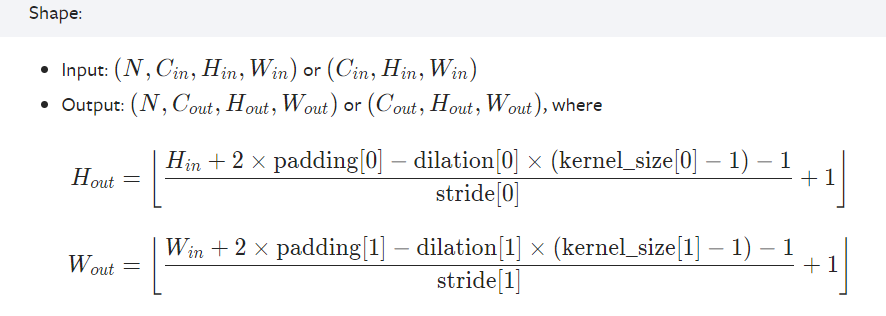 Shape:
• Input: (N, C_in, H_in, W_in) or (C_in, H_in, W_in)
• Output: (N, C_out, H_out, W_out) or (C_out, H_out, W_out), where
H_out = ⌊(H_in + 2 × padding[0] − dilation[0] × (kernel_size[0] − 1) − 1) / stride[0] + 1⌋
W_out = ⌊(W_in + 2 × padding[1] − dilation[1] × (kernel_size[1] − 1) − 1) / stride[1] + 1⌋